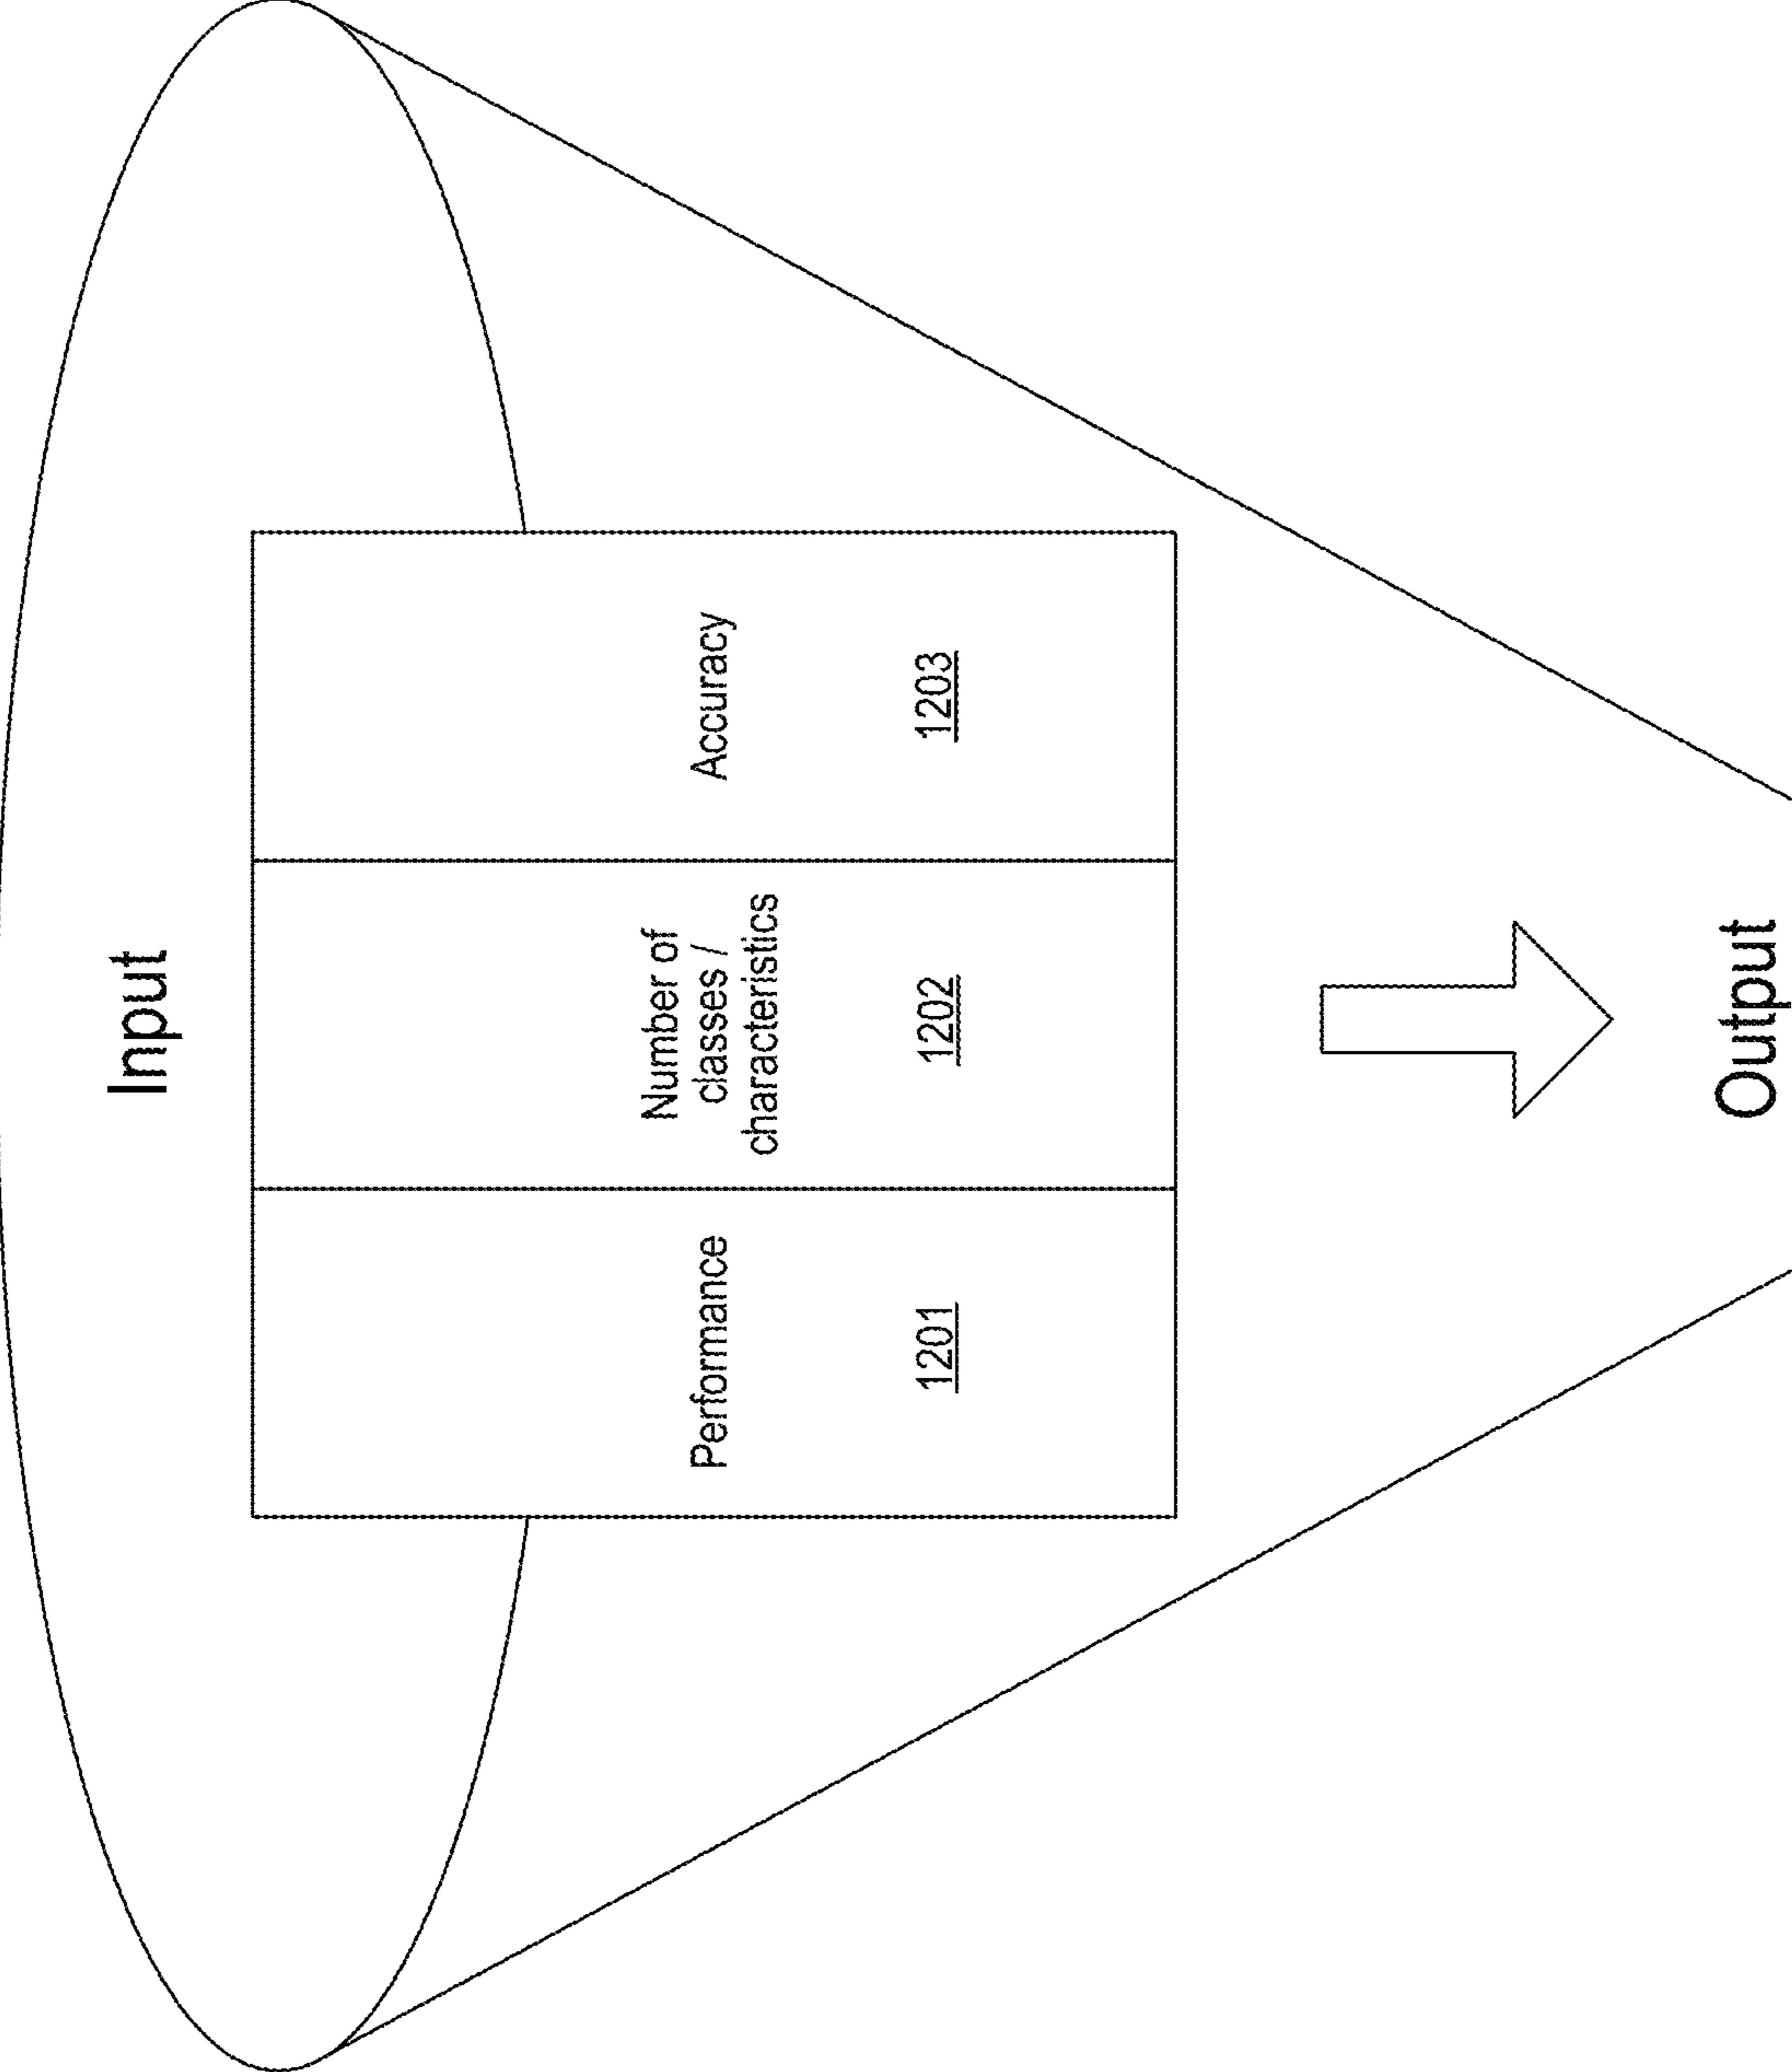 Input
Performance
1201
Number of
classes /
characteristics
1202
Accuracy
1203
Output